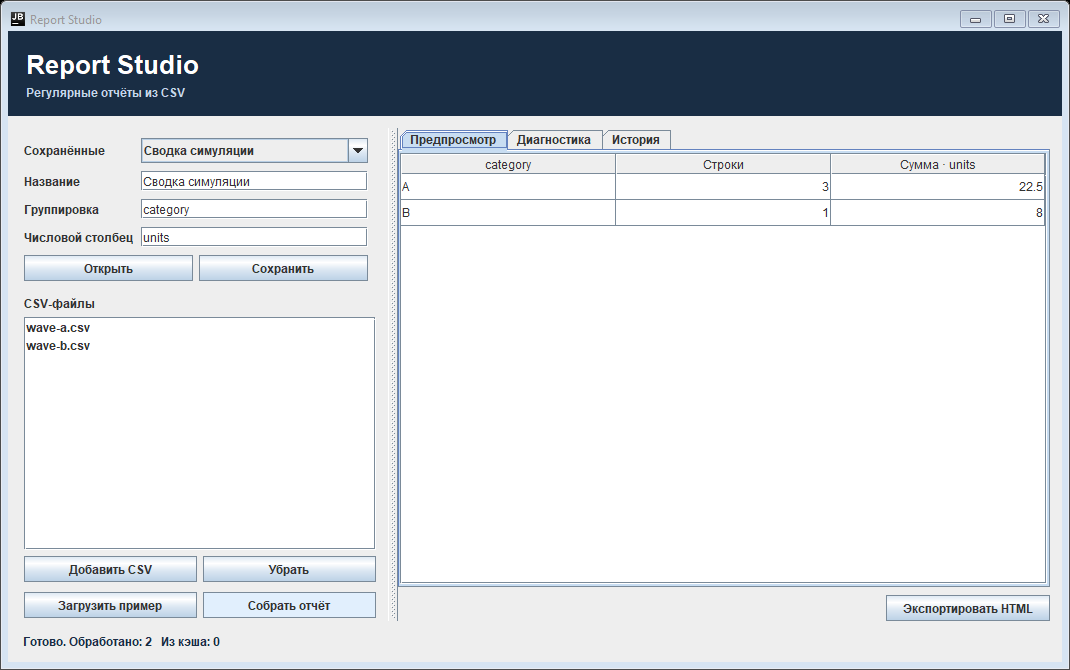 JB Report Studio
Report Studio
Регулярные отчёты из CSV
Сохранённые Сводка симуляции
Название Сводка симуляции
Группировка category
Числовой столбец units
Открыть Сохранить
CSV-файлы
wave-a.csv
wave-b.csv
Добавить CSV Убрать
Загрузить пример Собрать отчёт
Готово. Обработано: 2 Из кэша: 0
Предпросмотр Диагностика История
category Строки Сумма · units
A 3 22.5
B 1 8
Экспортировать HTML